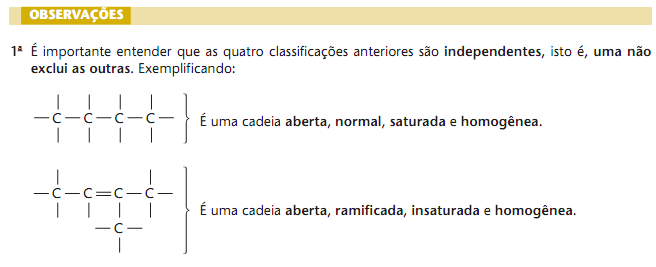 OBSERVAÇÕES
1ª É importante entender que as quatro classificações anteriores são independentes, isto é, uma não
exclui as outras. Exemplificando:
—C—C—C—C—
É uma cadeia aberta, normal, saturada e homogênea.
—C—C=C—C—
—C—
É uma cadeia aberta, ramificada, insaturada e homogênea.